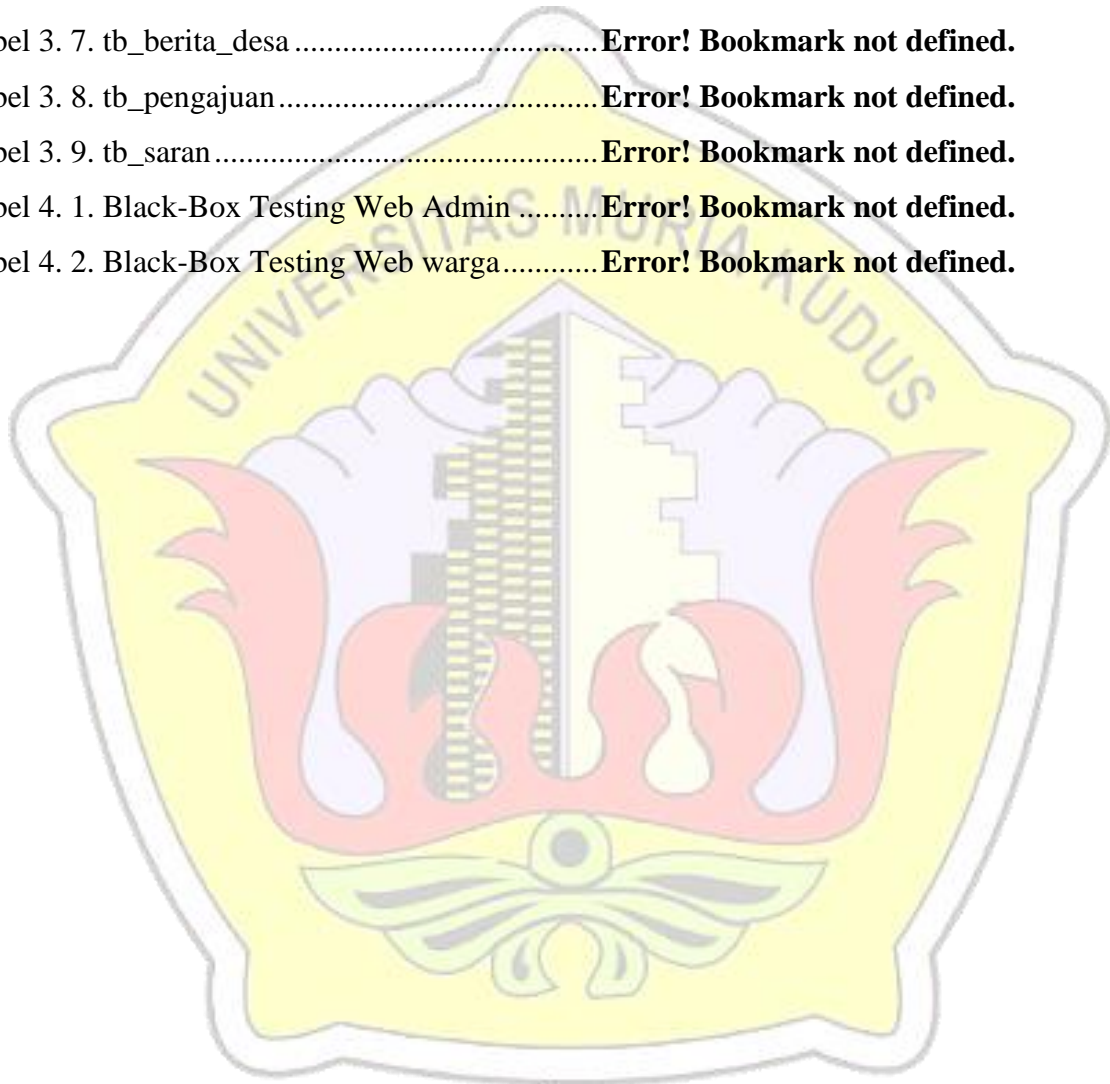 bel 3. 7. tb_berita_desa ...................................... Error! Bookmark not defined.
bel 3. 8. tb_pengajuan ........................................ Error! Bookmark not defined.
bel 3. 9. tb_saran ................................................ Error! Bookmark not defined.
bel 4. 1. Black-Box Testing Web Admin .......... Error! Bookmark not defined.
bel 4. 2. Black-Box Testing Web warga ............ Error! Bookmark not defined.
UNIVERSITAS MURIA KUDUS